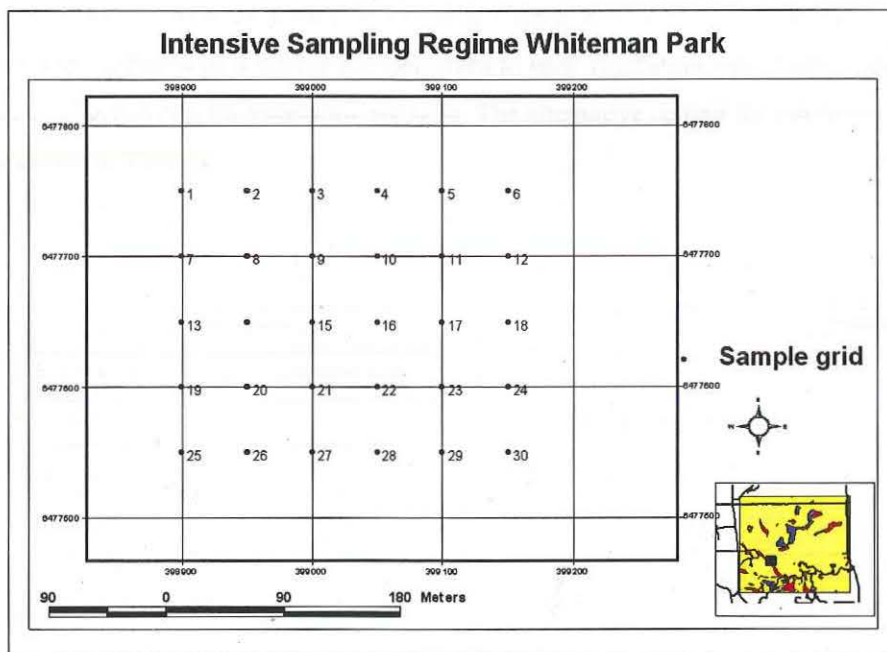 Intensive Sampling Regime Whiteman Park
398900 399000 399100 399200
6477800 6477800
1 2 3 4 5 6
6477700 7 8 9 10 11 12 6477700
13 15 16 17 18
Sample grid
6477600 19 20 21 22 23 24 6477600
W E
25 26 27 28 29 30
6477500 6477500
398900 399000 399100 399200
90 0 90 180 Meters